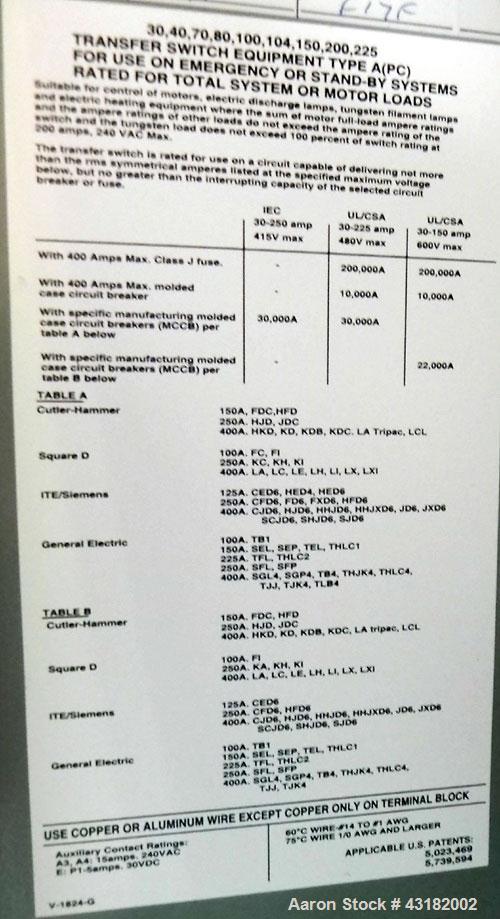 30,40,70,80,100,104,150,200,225
TRANSFER SWITCH EQUIPMENT TYPE A(PC)
FOR USE ON EMERGENCY OR STAND-BY SYSTEMS
RATED FOR TOTAL SYSTEM OR MOTOR LOADS
Suitable for control of motors, electric discharge lamps, tungsten filament lamps
and electric heating equipment where the sum of motor full-load ampere ratings
and the ampere ratings of other loads do not exceed the ampere rating of the
switch and the tungsten load does not exceed 100 percent of switch rating at
200 amps, 240 VAC Max.
The transfer switch is rated for use on a circuit capable of delivering not more
than the rms symmetrical amperes listed at the specified maximum voltage
below, but no greater than the interrupting capacity of the selected circuit
breaker or fuse.
IEC UL/CSA UL/CSA
30-250 amp 30-225 amp 30-150 amp
415V max 480V max 600V max
With 400 Amps Max. Class J fuse. - 200,000A 200,000A
With 400 Amps Max. molded
case circuit breaker - 10,000A 10,000A
With specific manufacturing molded
case circuit breakers (MCCB) per
table A below 30,000A 30,000A
With specific manufacturing molded
case circuit breakers (MCCB) per
table B below 22,000A
TABLE A
Cutler-Hammer 150A, FDC,HFD
250A. HJD, JDC
400A. HKD, KD, KDB, KDC. LA Tripac, LCL
Square D 100A. FC, FI
250A. KC, KH, KI
400A. LA, LC, LE, LH, LI, LX, LXI
ITE/Siemens 125A. CED6, HED4, HED6
250A. CFD6, FD6, FXD6, HFD6
400A. CJD6, HJD6, HHJD6, HHJXD6, JD6, JXD6
SCJD6, SHJD6, SJD6
General Electric 100A. TB1
150A. SEL, SEP, TEL, THLC1
225A. TFL, THLC2
250A. SFL, SFP
400A. SGL4, SGP4, TB4, THJK4, THLC4,
TJJ, TJK4, TLB4
TABLE B
Cutler-Hammer 150A. FDC, HFD
250A. HJD, JDC
400A. HKD, KD, KDB, KDC, LA tripac, LCL
Square D 100A. FI
250A. KA, KH, KI
400A. LA, LC, LE, LH, LI, LX, LXI
ITE/Siemens 125A. CED6
250A. CFD6, HFD6
400A. CJD6, HJD6, HHJD6, HHJXD6, JD6, JXD6
SCJD6, SHJD6, SJD6
General Electric 100A. TB1
150A. SEL, SEP, TEL, THLC1
225A. TFL, THLC2
250A. SFL, SFP
400A. SGL4, SGP4, TB4, THJK4, THLC4,
TJJ, TJK4
USE COPPER OR ALUMINUM WIRE EXCEPT COPPER ONLY ON TERMINAL BLOCK
Auxiliary Contact Ratings:
A3, A4: 15amps, 240VAC
E: P1-5amps, 30VDC
60°C WIRE-#14 TO #1 AWG
75°C WIRE 1/0 AWG AND LARGER
APPLICABLE U.S. PATENTS:
5,023,469
5,739,594
V-1824-G
Aaron Stock # 43182002